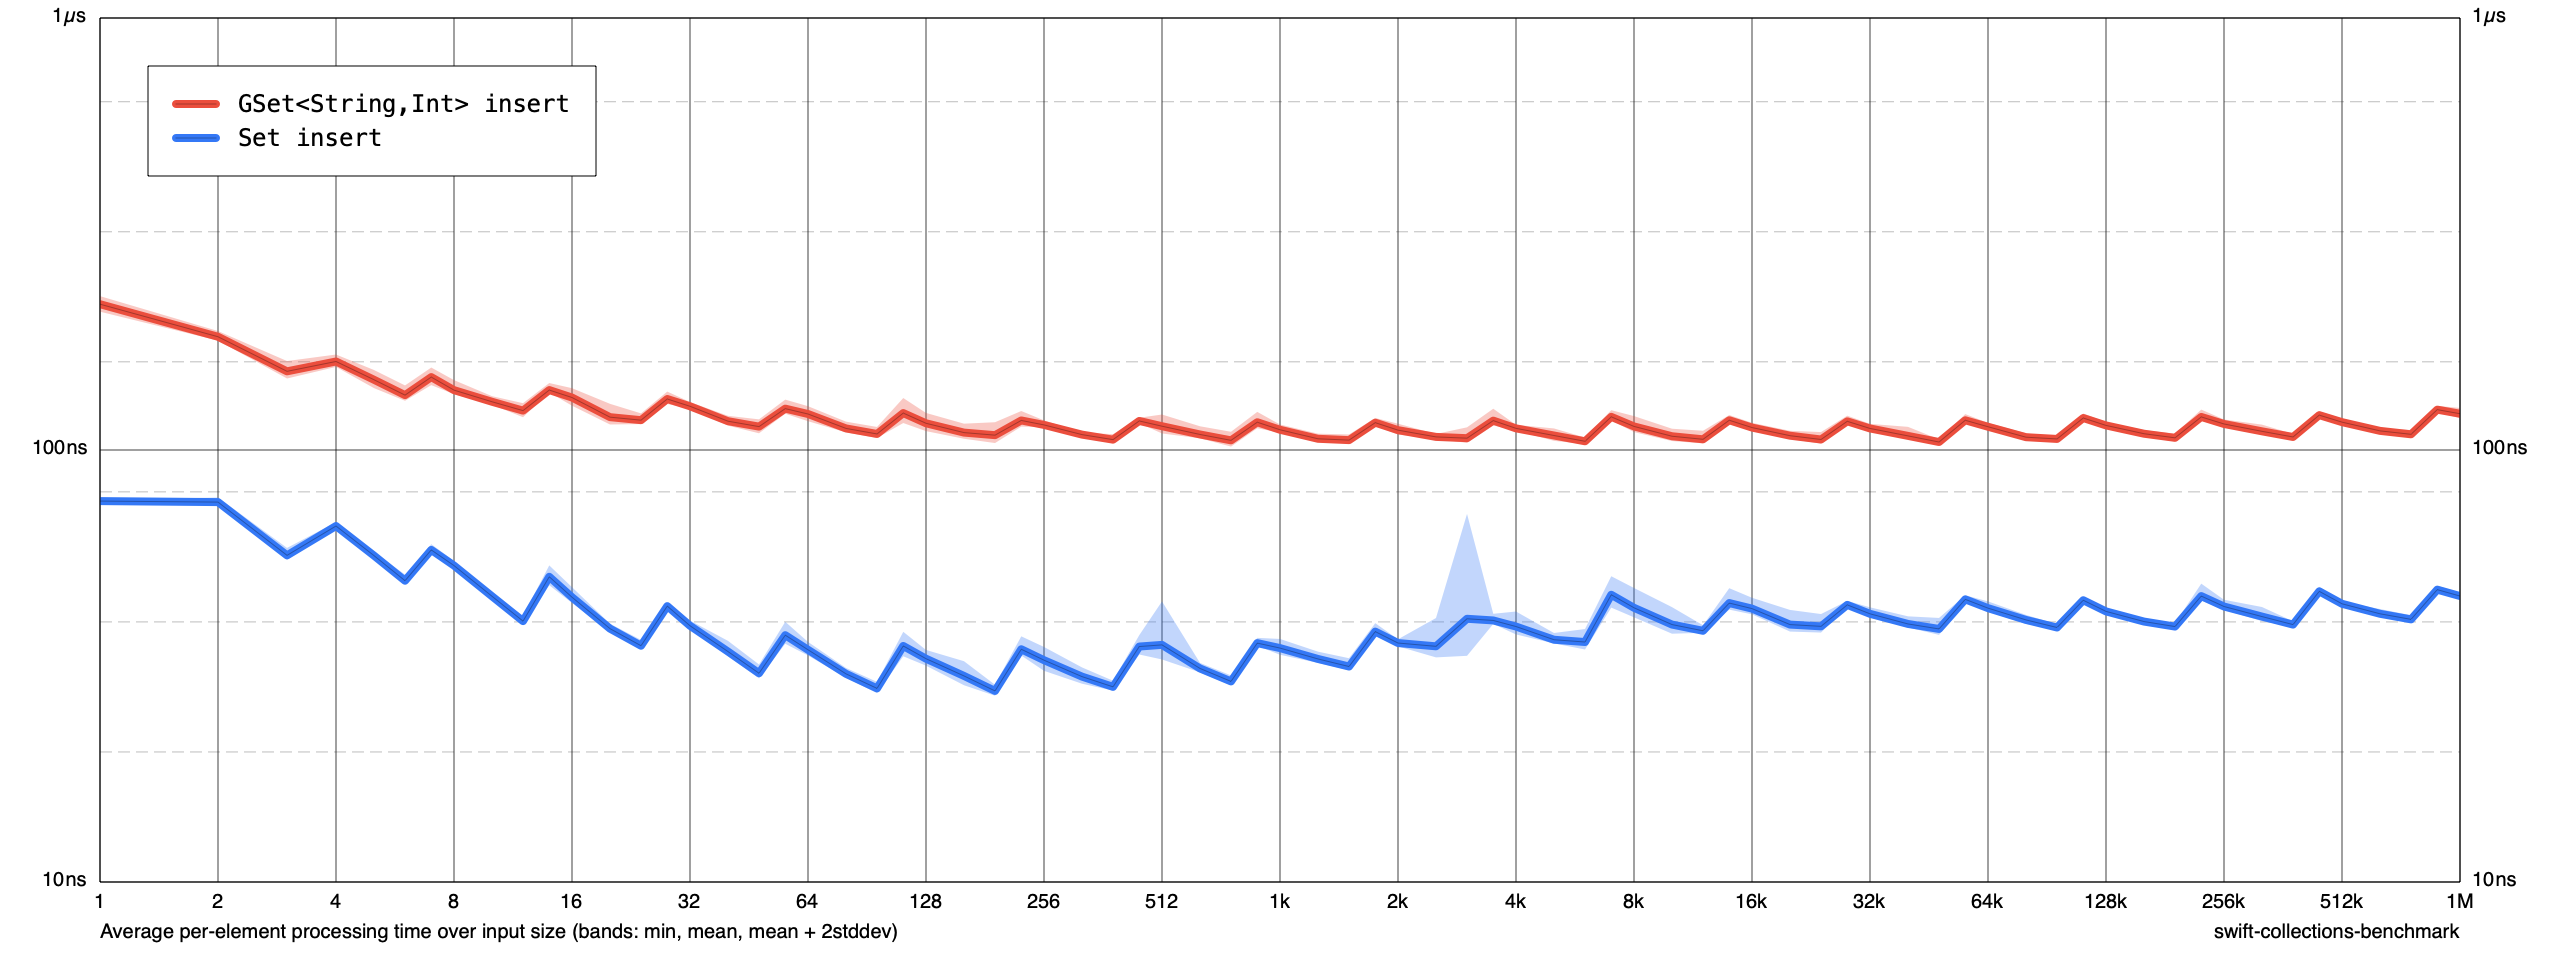 1µs
1µs
GSet<String,Int> insert
Set insert
100ns
100ns
10ns
10ns
1 2 4 8 16 32 64 128 256 512 1k 2k 4k 8k 16k 32k 64k 128k 256k 512k 1M
Average per-element processing time over input size (bands: min, mean, mean + 2stddev)
swift-collections-benchmark